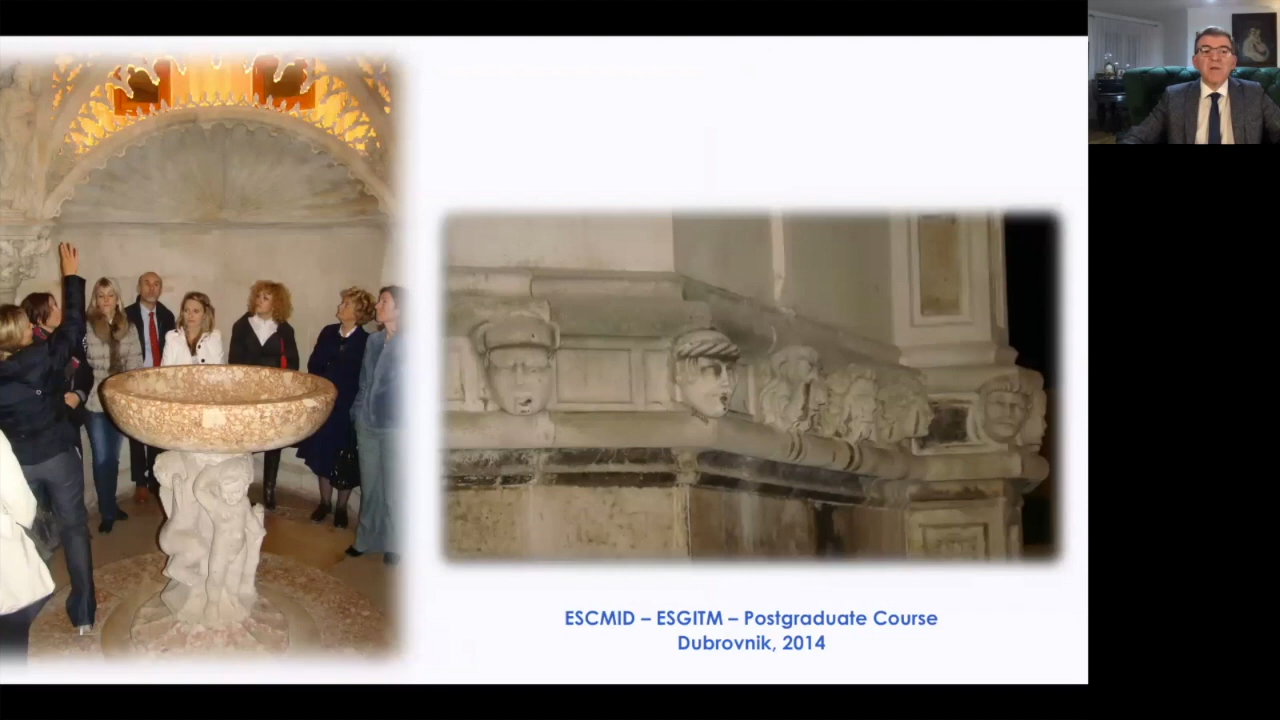 ESCMID – ESGITM – Postgraduate Course
Dubrovnik, 2014